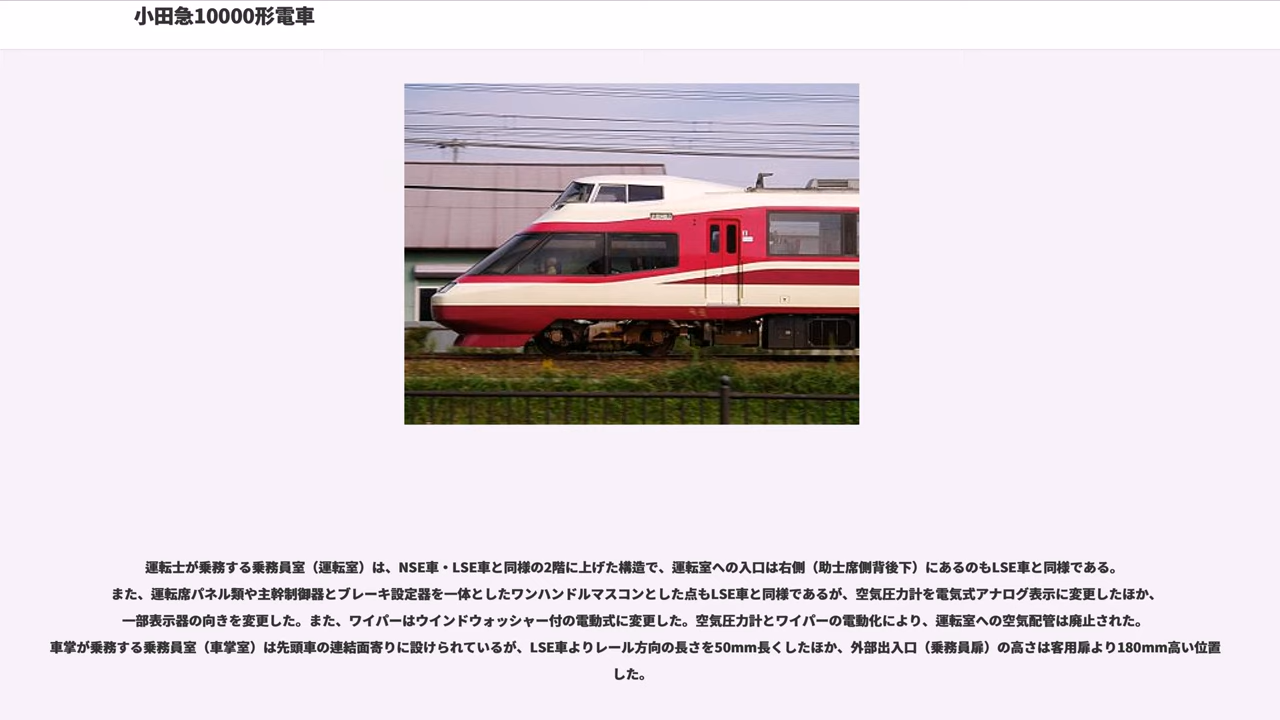 小田急10000形電車
運転士が乗務する乗務員室（運転室）は、NSE車・LSE車と同様の2階に上げた構造で、運転室への入口は右側（助士席側背後下）にあるのもLSE車と同様である。
また、運転席パネル類や主幹制御器とブレーキ設定器を一体としたワンハンドルマスコンとした点もLSE車と同様であるが、空気圧力計を電気式アナログ表示に変更したほか、
一部表示器の向きを変更した。また、ワイパーはウインドウォッシャー付の電動式に変更した。空気圧力計とワイパーの電動化により、運転室への空気配管は廃止された。
車掌が乗務する乗務員室（車掌室）は先頭車の連結面寄りに設けられているが、LSE車よりレール方向の長さを50mm長くしたほか、外部出入口（乗務員扉）の高さは客用扉より180mm高い位置
した。